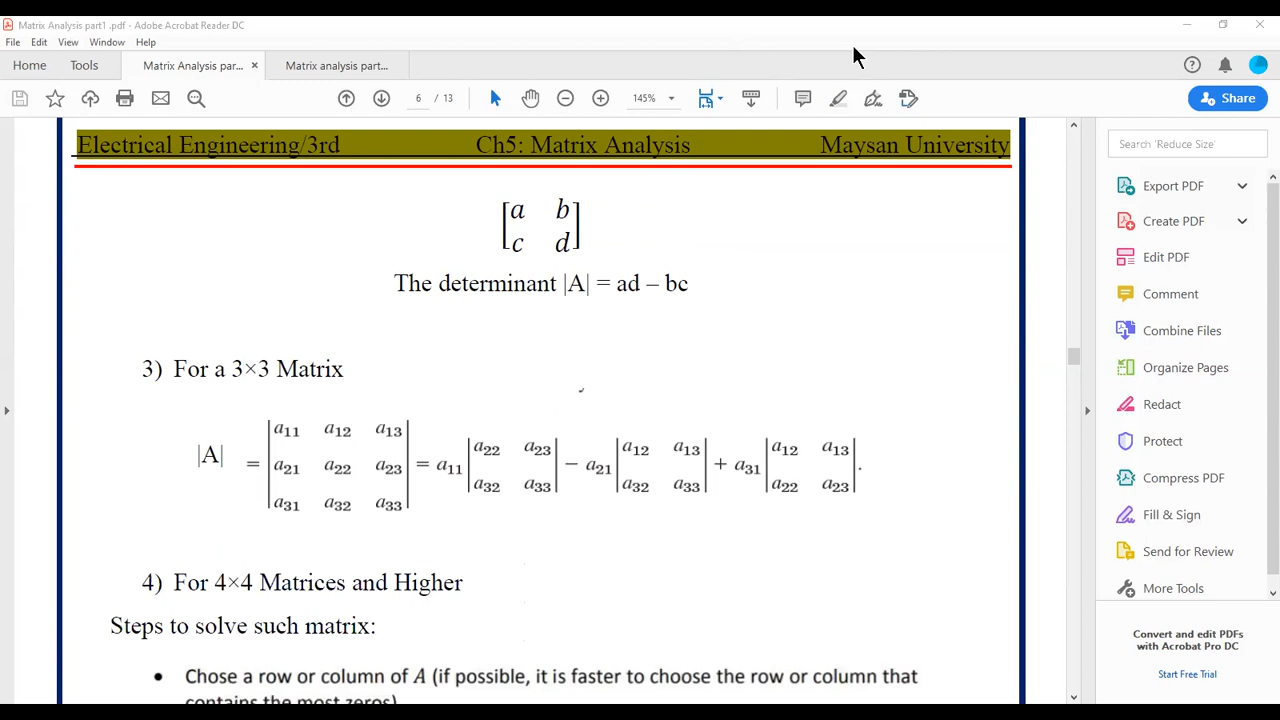 Matrix Analysis part1 .pdf - Adobe Acrobat Reader DC
File Edit View Window Help
Home Tools Matrix Analysis par... × Matrix analysis part...
6 / 13 145% Share
Electrical Engineering/3rd Ch5: Matrix Analysis Maysan University
[a b]
[c d]
The determinant |A| = ad – bc
3) For a 3×3 Matrix
|A| = |a11 a12 a13; a21 a22 a23; a31 a32 a33| = a11 |a22 a23; a32 a33| − a21 |a12 a13; a32 a33| + a31 |a12 a13; a22 a23|.
4) For 4×4 Matrices and Higher
Steps to solve such matrix:
• Chose a row or column of A (if possible, it is faster to choose the row or column that
contains the most zeros)
Search 'Reduce Size'
Export PDF
Create PDF
Edit PDF
Comment
Combine Files
Organize Pages
Redact
Protect
Compress PDF
Fill & Sign
Send for Review
More Tools
Convert and edit PDFs
with Acrobat Pro DC
Start Free Trial